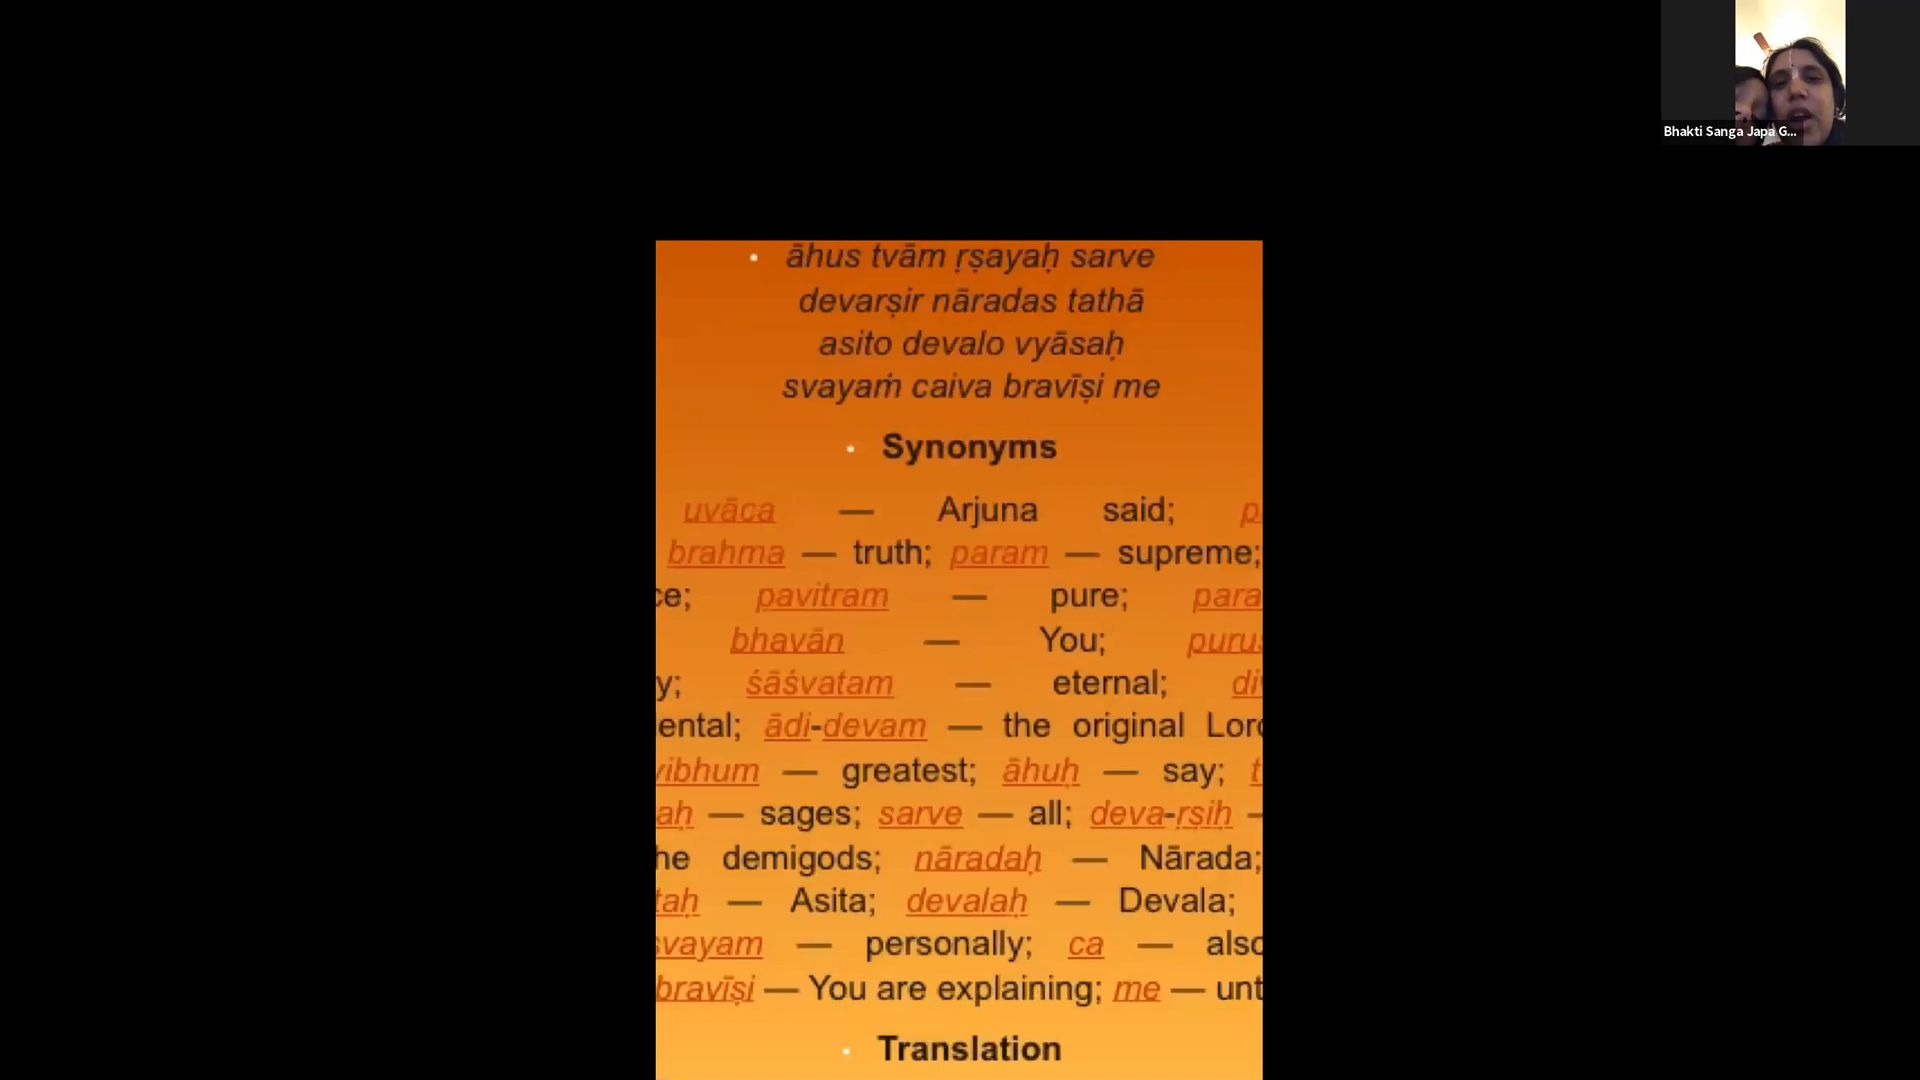 Bhakti Sanga Japa G...
• āhus tvām ṛṣayaḥ sarve
devarṣir nāradas tathā
asito devalo vyāsaḥ
svayaṁ caiva bravīṣi me
• Synonyms
uvāca — Arjuna said;
brahma — truth; param — supreme;
pavitram — pure;
bhavān — You;
śāśvatam — eternal;
ādi-devam — the original
— greatest; āhuḥ — say;
— sages; sarve — all; deva-ṛṣiḥ —
demigods; nāradaḥ — Nārada;
— Asita; devalaḥ — Devala;
svayam — personally; ca — also
bravīṣi — You are explaining; me —
• Translation